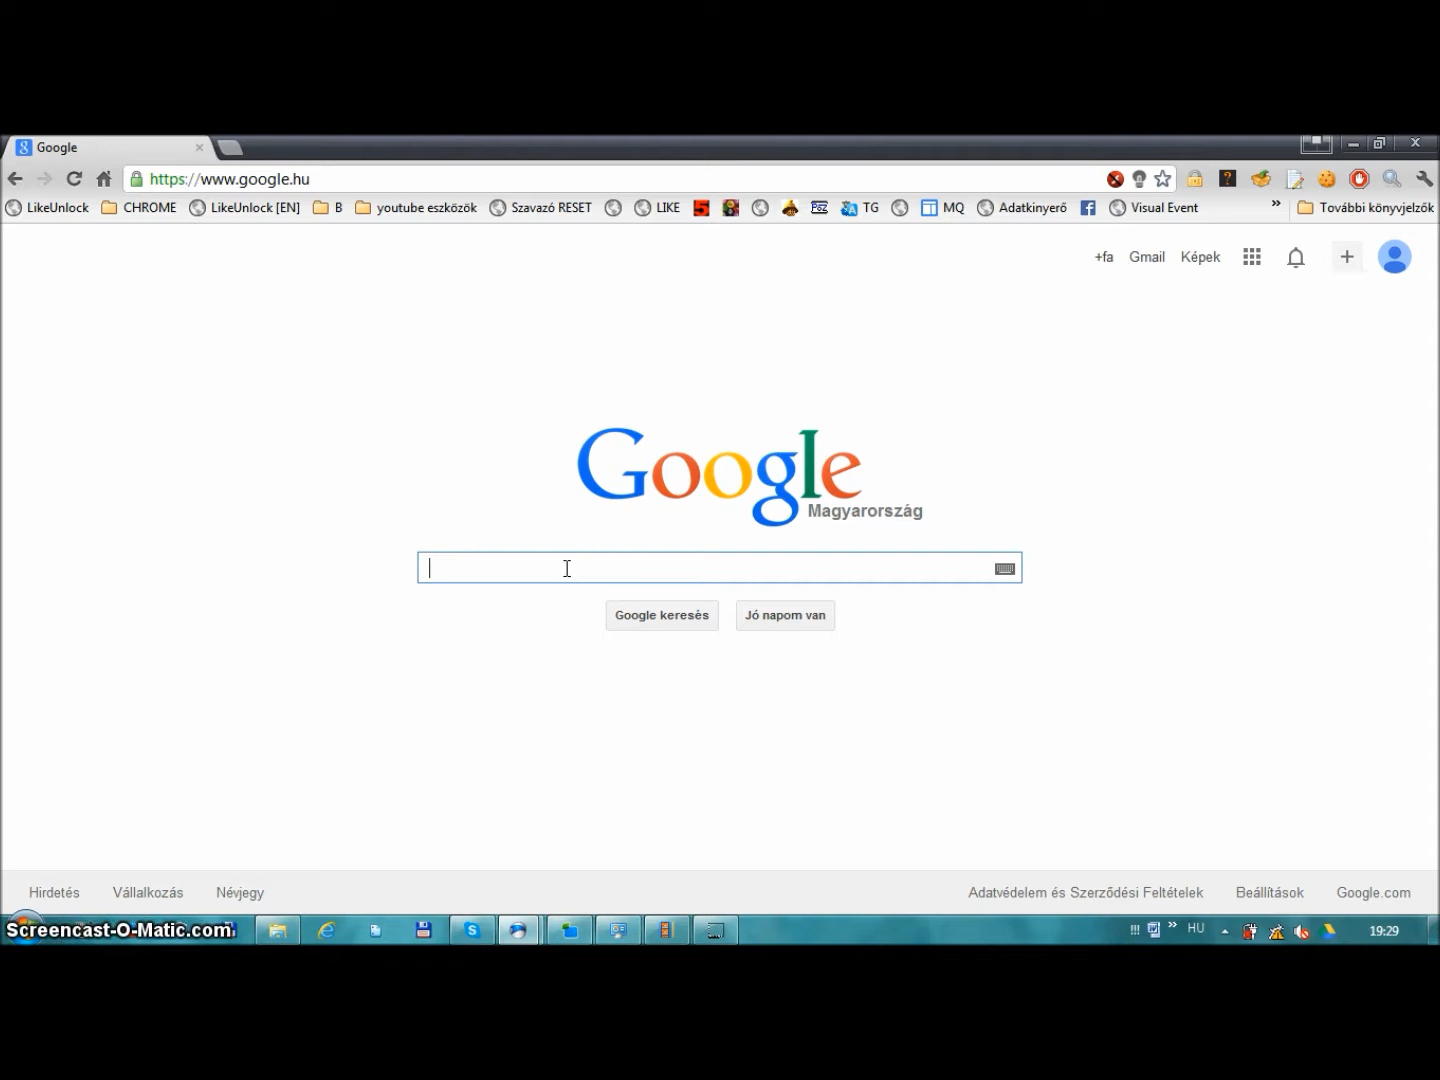 Google
https://www.google.hu
LikeUnlock CHROME LikeUnlock [EN] B youtube eszközök Szavazó RESET LIKE 5 PSZ TG MQ Adatkinyerő Visual Event » További könyvjelzők
+fa Gmail Képek
Google
Magyarország
Google keresés Jó napom van
Hirdetés Vállalkozás Névjegy Adatvédelem és Szerződési Feltételek Beállítások Google.com
Screencast-O-Matic.com !!! » HU 19:29